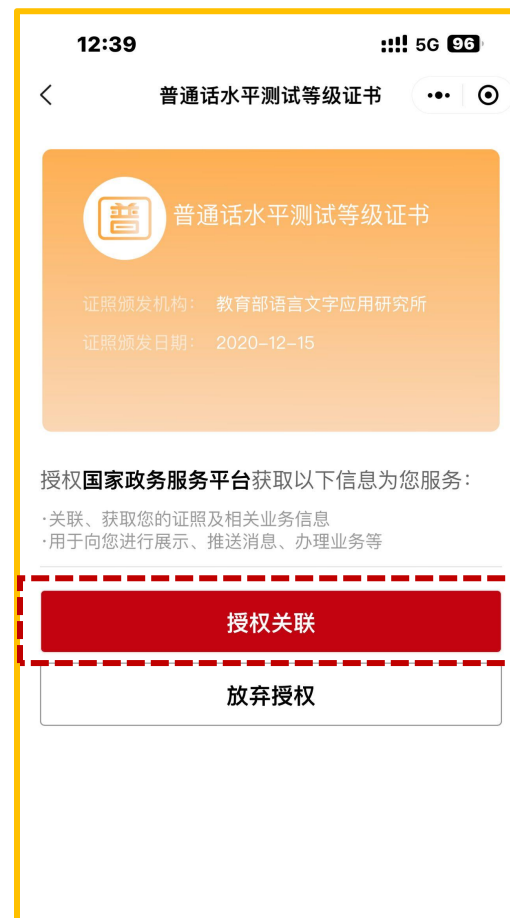 12:39 5G 96
普通话水平测试等级证书
普 普通话水平测试等级证书
证照颁发机构： 教育部语言文字应用研究所
证照颁发日期： 2020-12-15
授权国家政务服务平台获取以下信息为您服务：
·关联、获取您的证照及相关业务信息
·用于向您进行展示、推送消息、办理业务等
授权关联
放弃授权